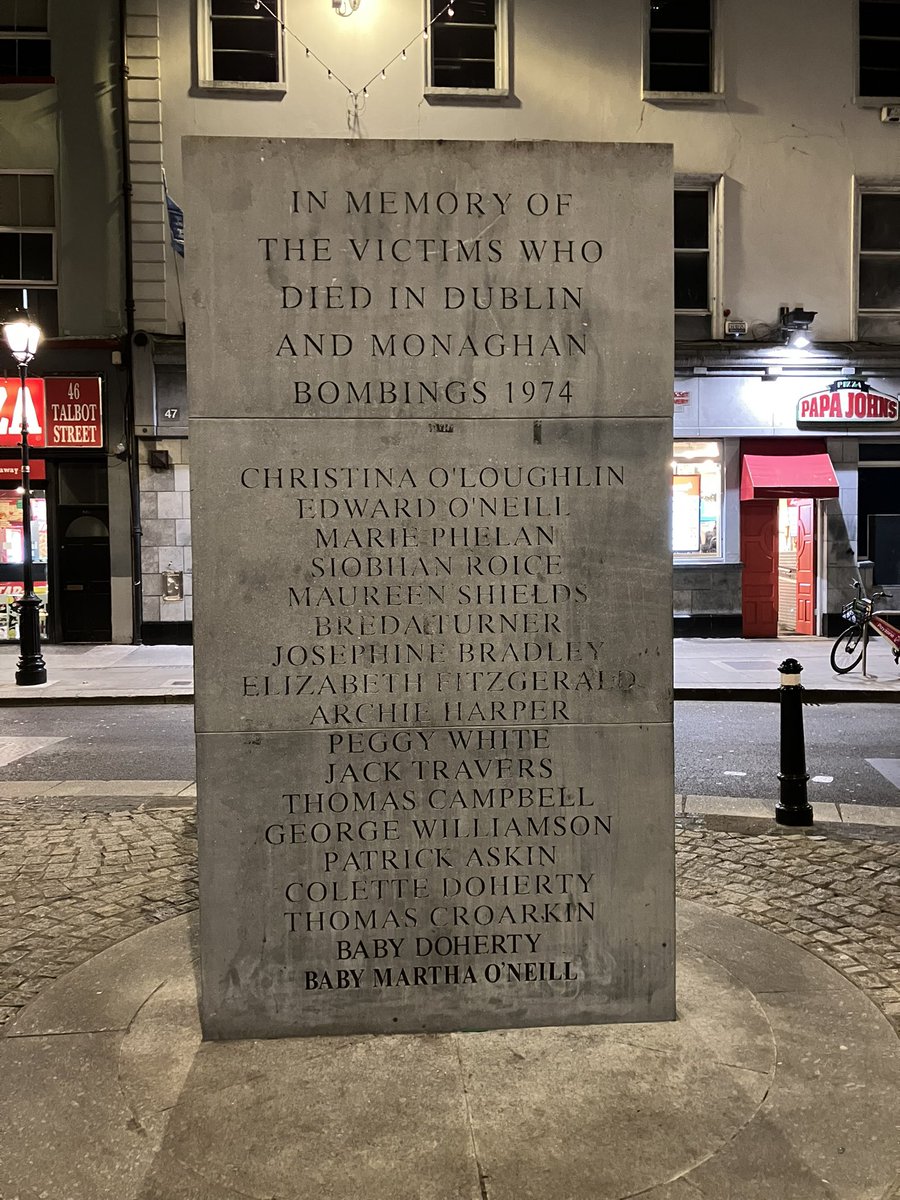 IN MEMORY OF
THE VICTIMS WHO
DIED IN DUBLIN
AND MONAGHAN
BOMBINGS 1974
CHRISTINA O'LOUGHLIN
EDWARD O'NEILL
MARIE PHELAN
SIOBHAN ROICE
MAUREEN SHIELDS
BREDA TURNER
JOSEPHINE BRADLEY
ELIZABETH FITZGERALD
ARCHIE HARPER
PEGGY WHITE
JACK TRAVERS
THOMAS CAMPBELL
GEORGE WILLIAMSON
PATRICK ASKIN
COLETTE DOHERTY
THOMAS CROARKIN
BABY DOHERTY
BABY MARTHA O'NEILL
ZA
46
TALBOT
STREET
47
PIZZA
PAPA JOHNS